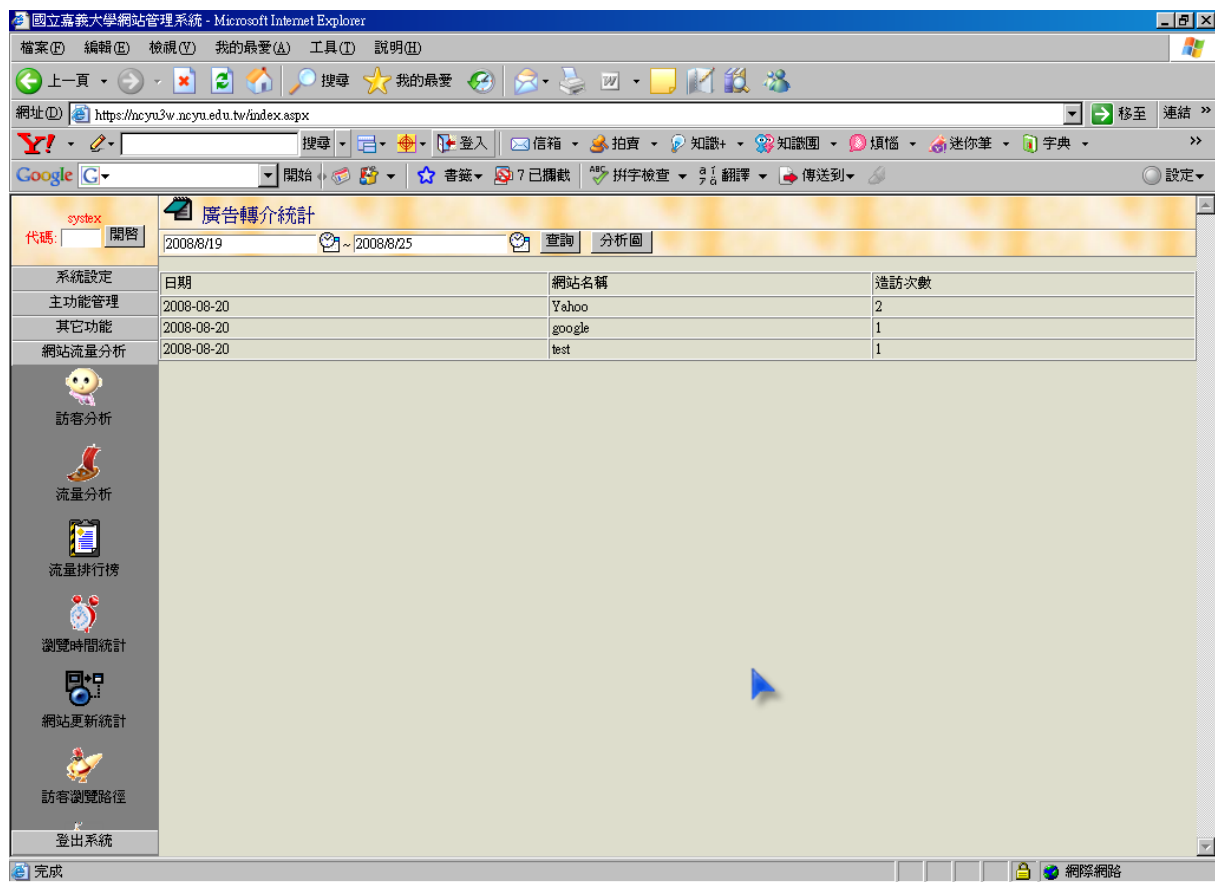 國立嘉義大學網站管理系統 - Microsoft Internet Explorer
檔案(F) 編輯(E) 檢視(V) 我的最愛(A) 工具(T) 說明(H)
上一頁 搜尋 我的最愛
網址(D) https://ncyu3w.ncyu.edu.tw/index.aspx 移至 連結 »
Y! 搜尋 登入 信箱 拍賣 知識+ 知識團 煩惱 迷你筆 字典 »
Google G 開始 書籤 7 已攔截 ABC 拼字檢查 翻譯 傳送到 設定
systex
代碼: 開啓
廣告轉介統計
2008/8/19 ~ 2008/8/25 查詢 分析圖
系統設定
主功能管理
其它功能
網站流量分析
訪客分析
流量分析
流量排行榜
瀏覽時間統計
網站更新統計
訪客瀏覽路徑
登出系統
日期 網站名稱 造訪次數
2008-08-20 Yahoo 2
2008-08-20 google 1
2008-08-20 test 1
完成 網際網路